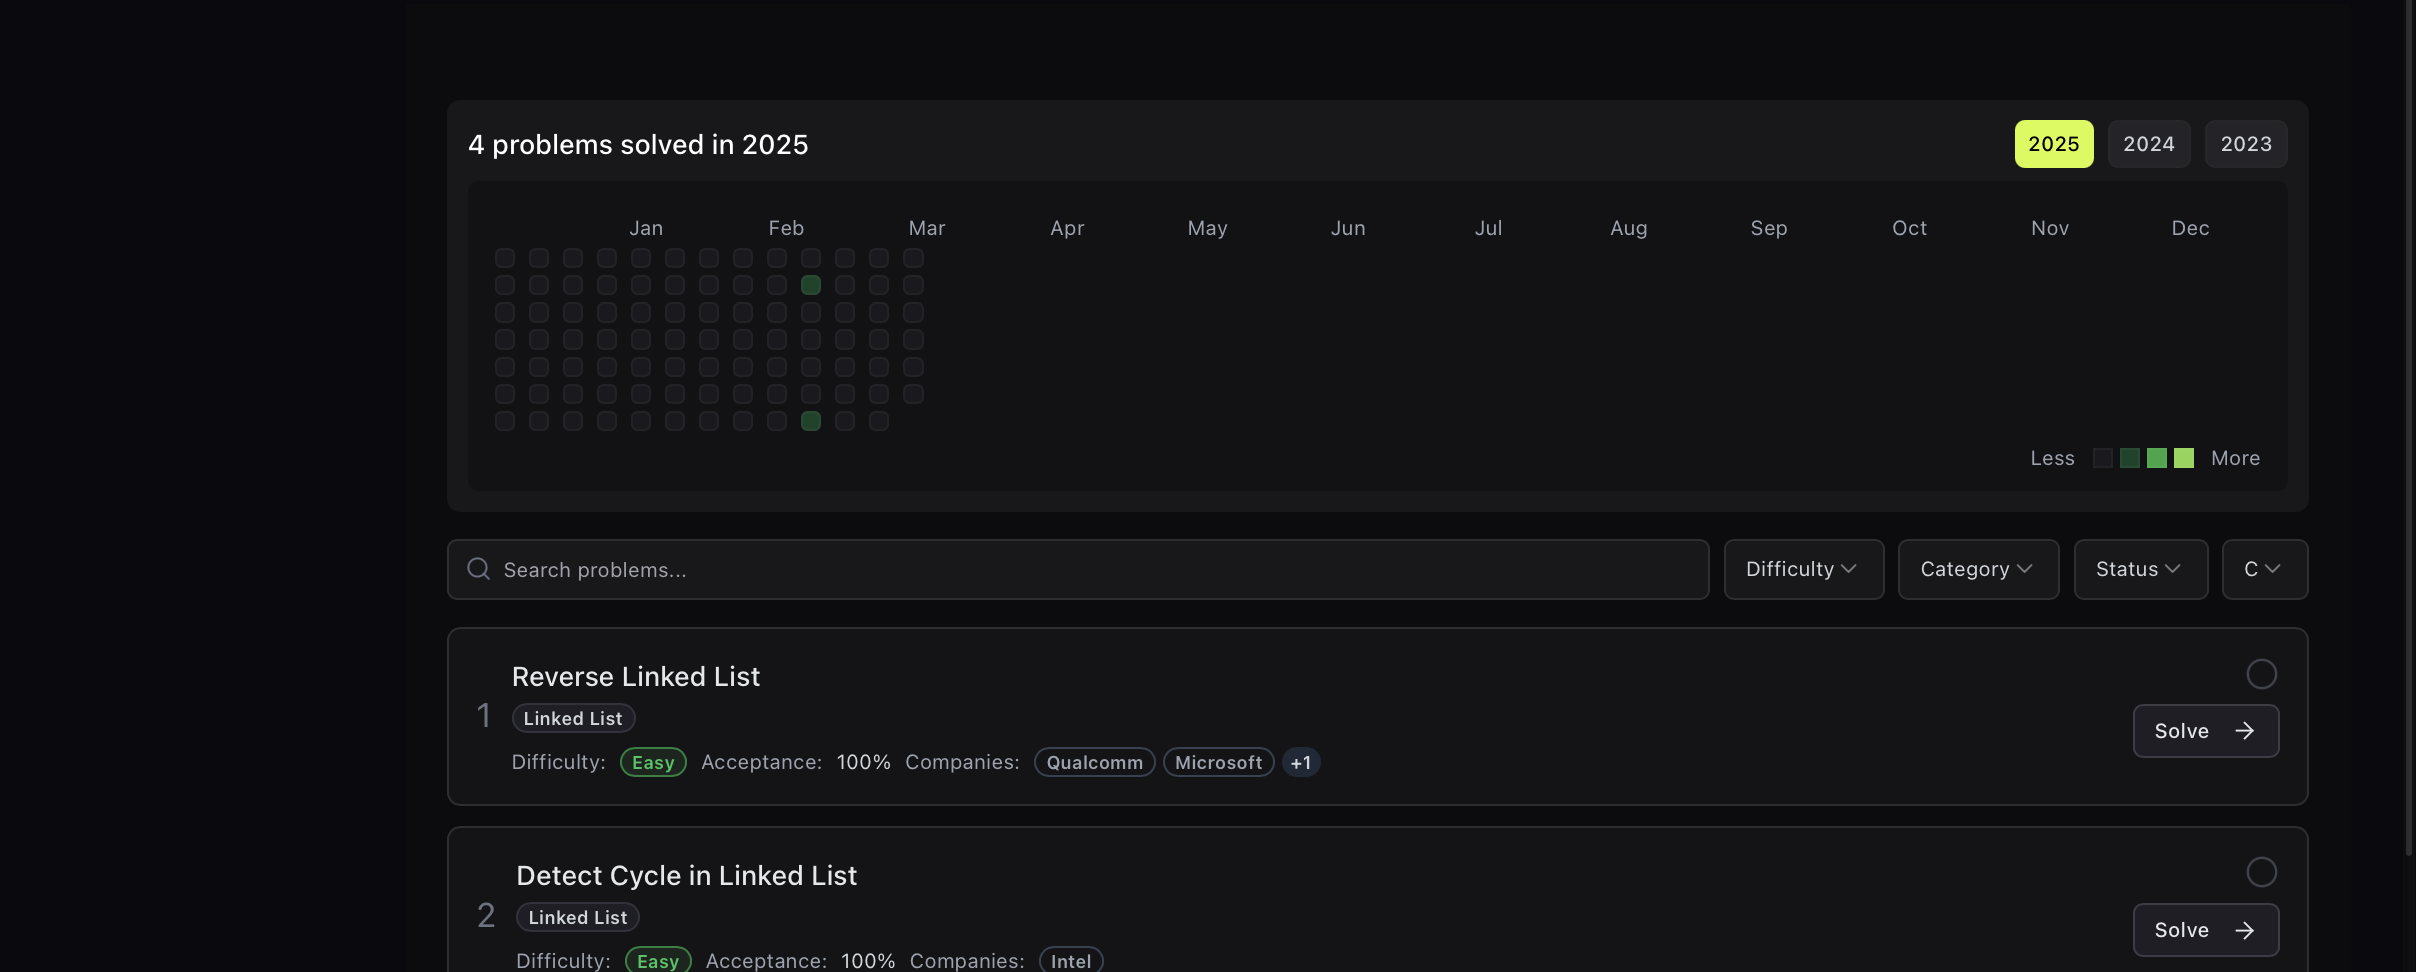 4 problems solved in 2025
2025 2024 2023
Jan Feb Mar Apr May Jun Jul Aug Sep Oct Nov Dec
Less More
Search problems...
Difficulty Category Status C
Reverse Linked List
1
Linked List
Solve
Difficulty: Easy Acceptance: 100% Companies: Qualcomm Microsoft +1
Detect Cycle in Linked List
2
Linked List
Solve
Difficulty: Easy Acceptance: 100% Companies: Intel